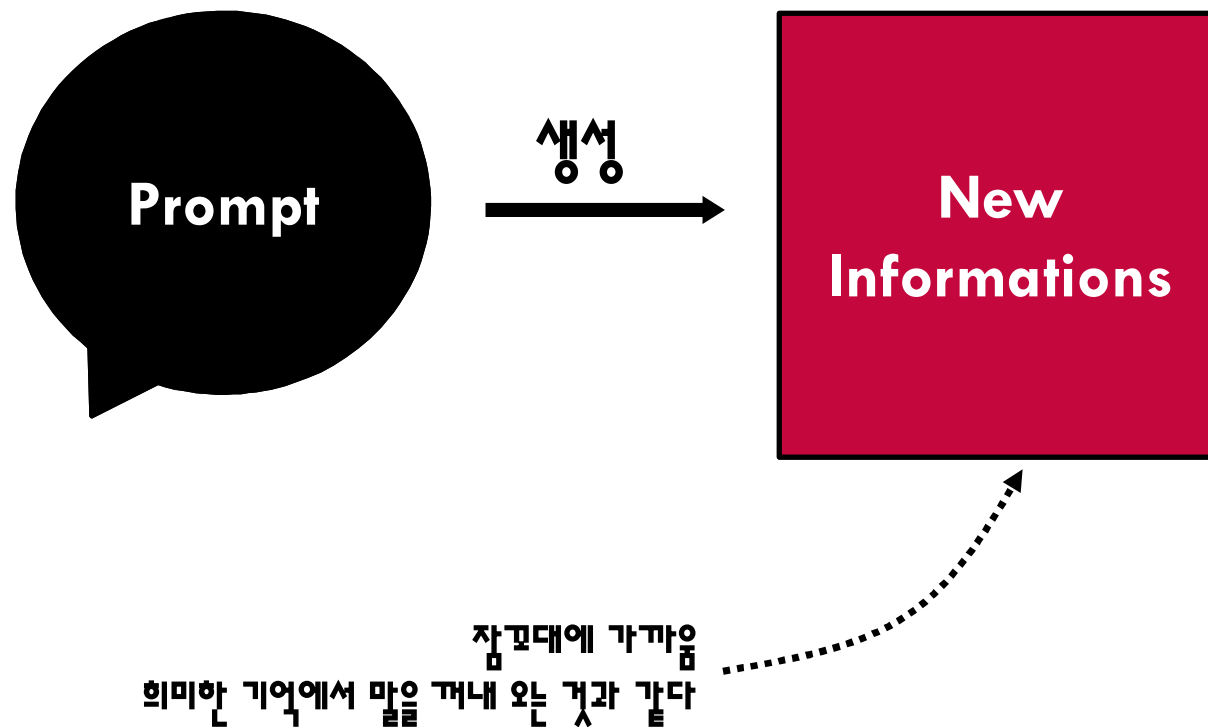 Prompt
생성
New
Informations
잠꼬대에 가까움
희미한 기억에서 말을 꺼내 오는 것과 같다